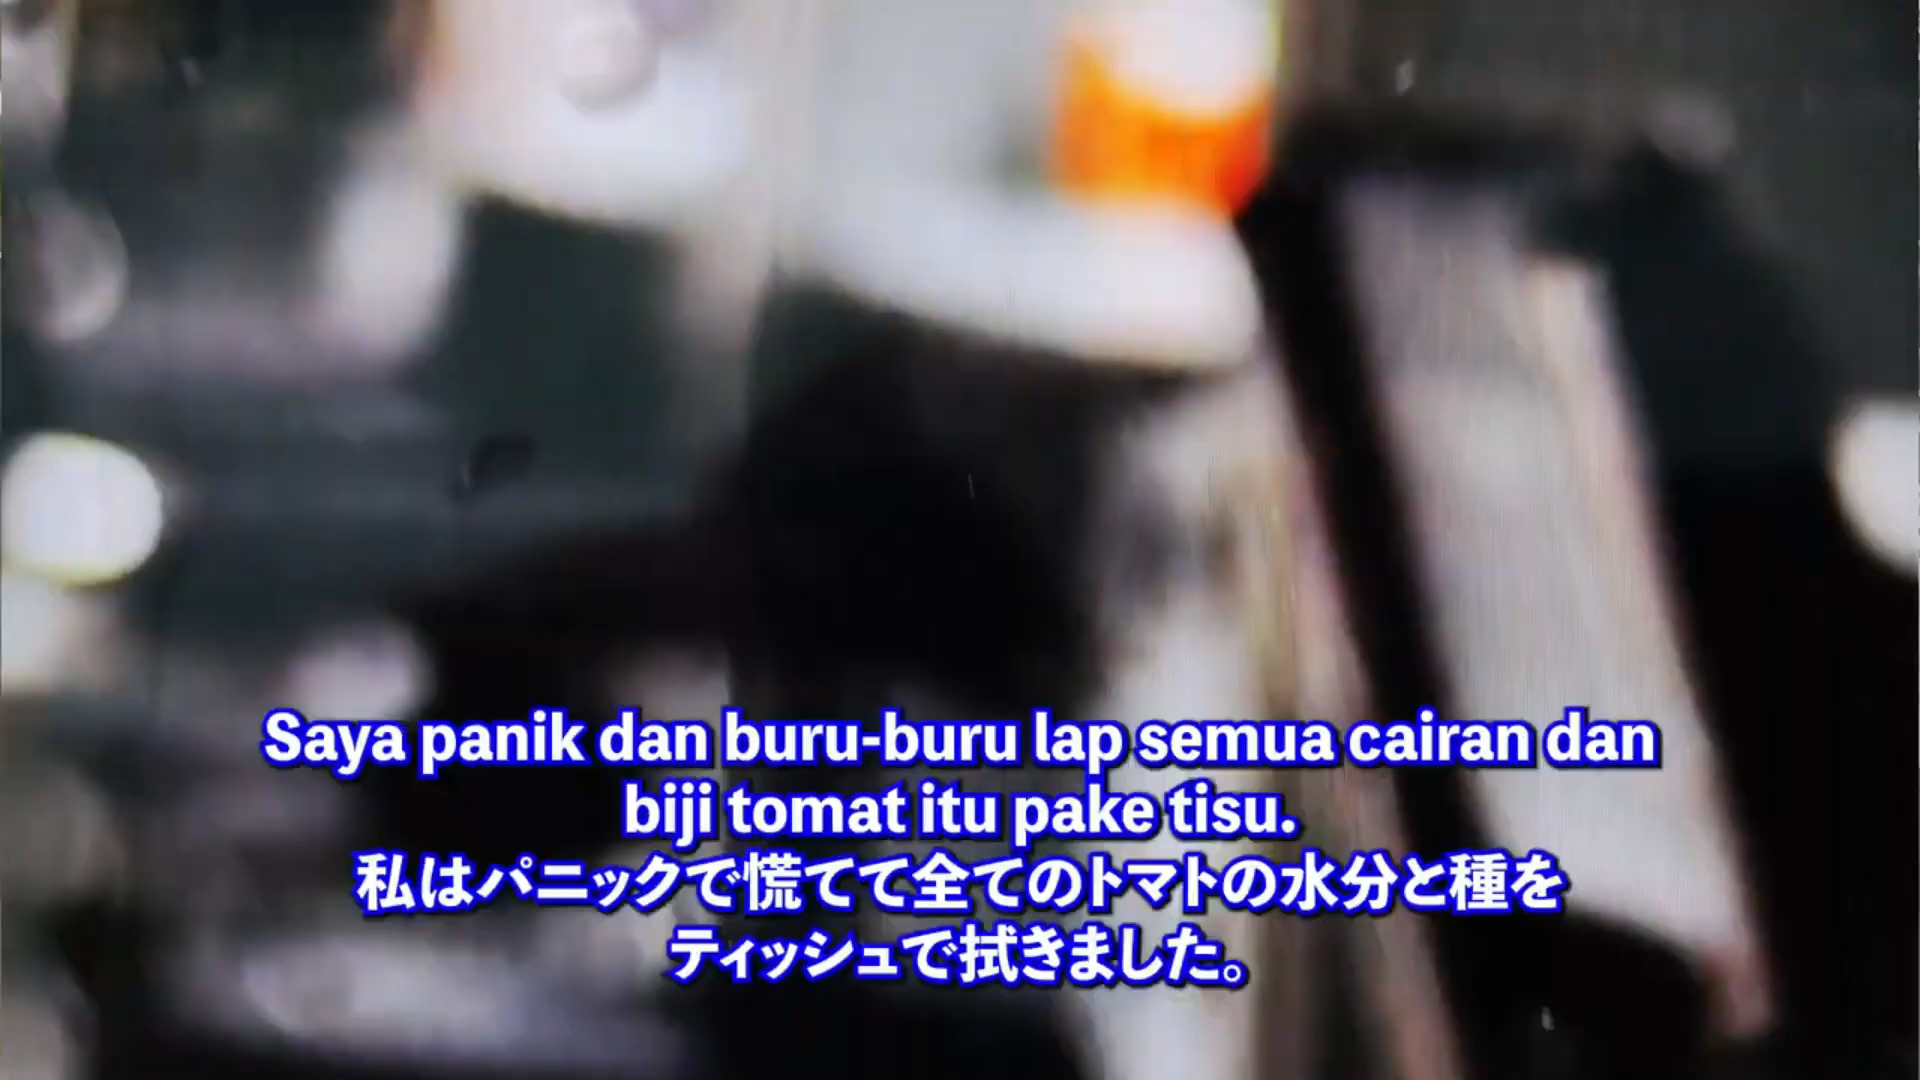 Saya panik dan buru-buru lap semua cairan dan
biji tomat itu pake tisu.
私はパニックで慌てて全てのトマトの水分と種を
ティッシュで拭きました。